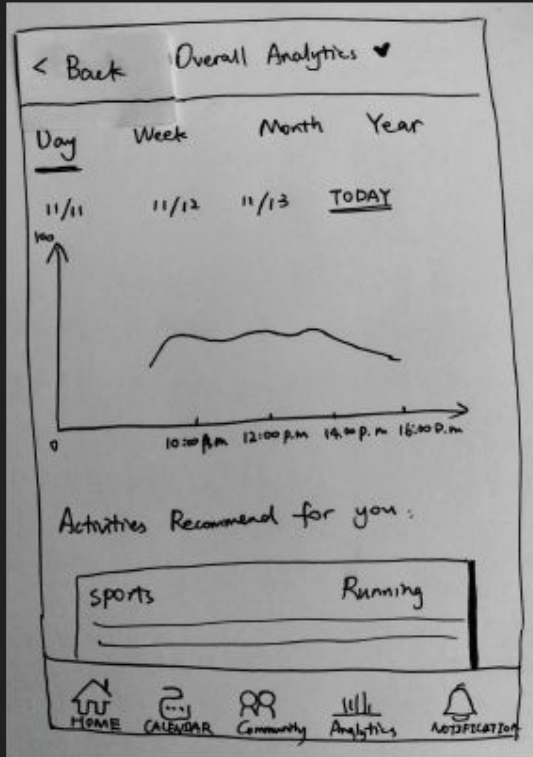 < Back Overall Analytics
Day Week Month Year
11/11 11/12 11/13 TODAY
100
0
10:00 A.m 12:00 P.m 14:00 P.m 16:00 P.m
Activities Recommend for you:
sports Running
HOME CALENDAR Community Analytics NOTIFICATION